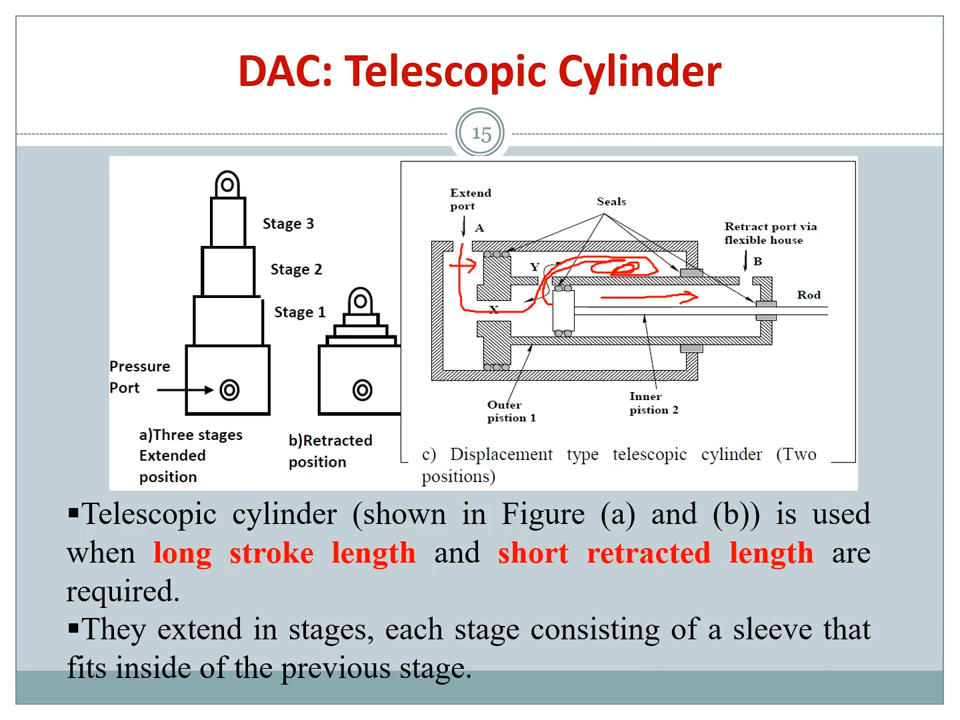 DAC: Telescopic Cylinder
15
Stage 3
Stage 2
Stage 1
Pressure
Port
a)Three stages
Extended
position
b)Retracted
position
Extend
port
A
Seals
Retract port via
flexible house
B
Y
X
Rod
Outer
pistion 1
Inner
pistion 2
c) Displacement type telescopic cylinder (Two
positions)
▪Telescopic cylinder (shown in Figure (a) and (b)) is used
when long stroke length and short retracted length are
required.
▪They extend in stages, each stage consisting of a sleeve that
fits inside of the previous stage.